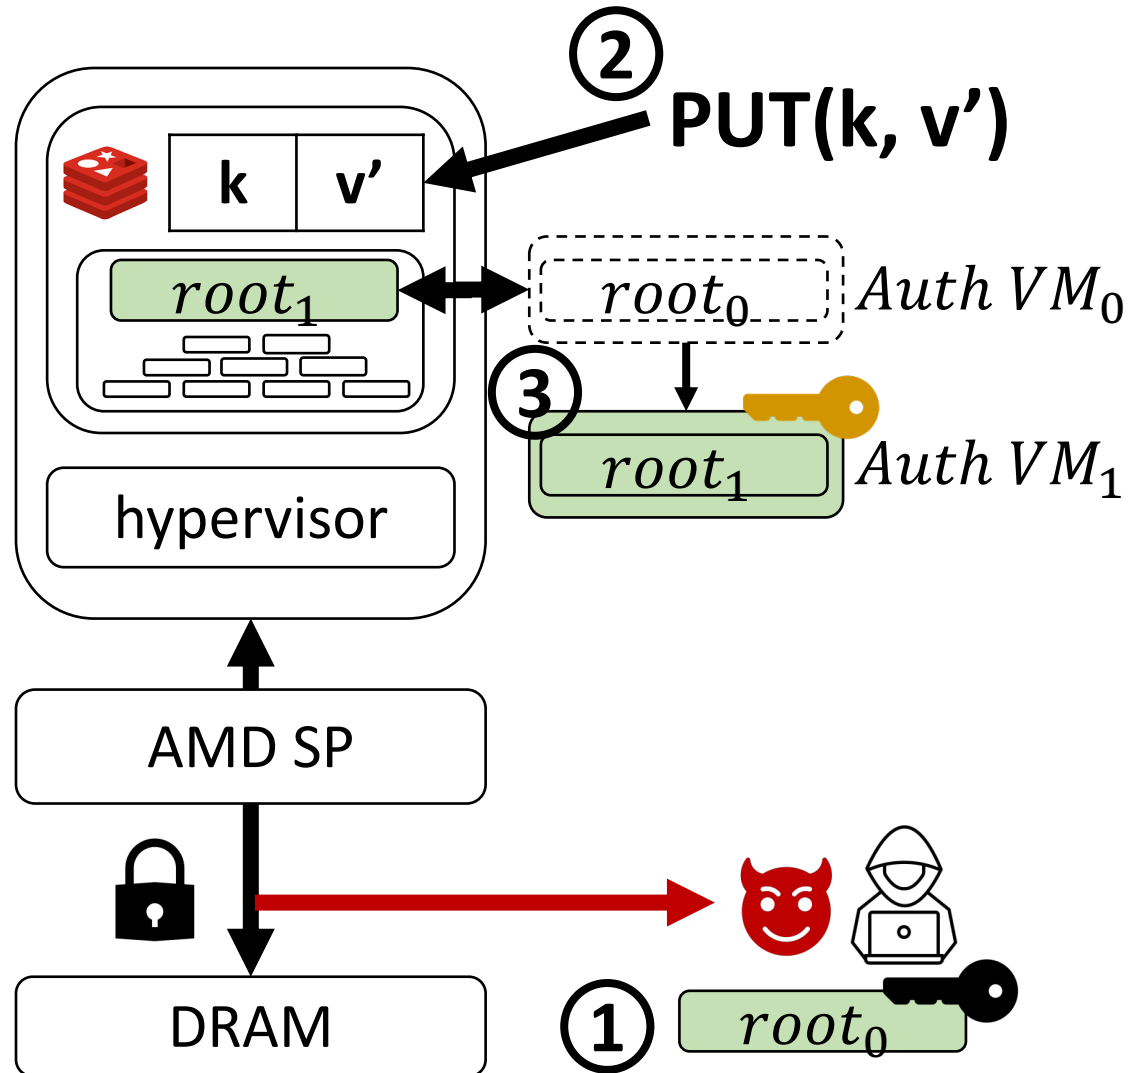 2
PUT(k, v’)
k v’
root1 root0 Auth VM0
3
root1 Auth VM1
hypervisor
AMD SP
DRAM
1
root0